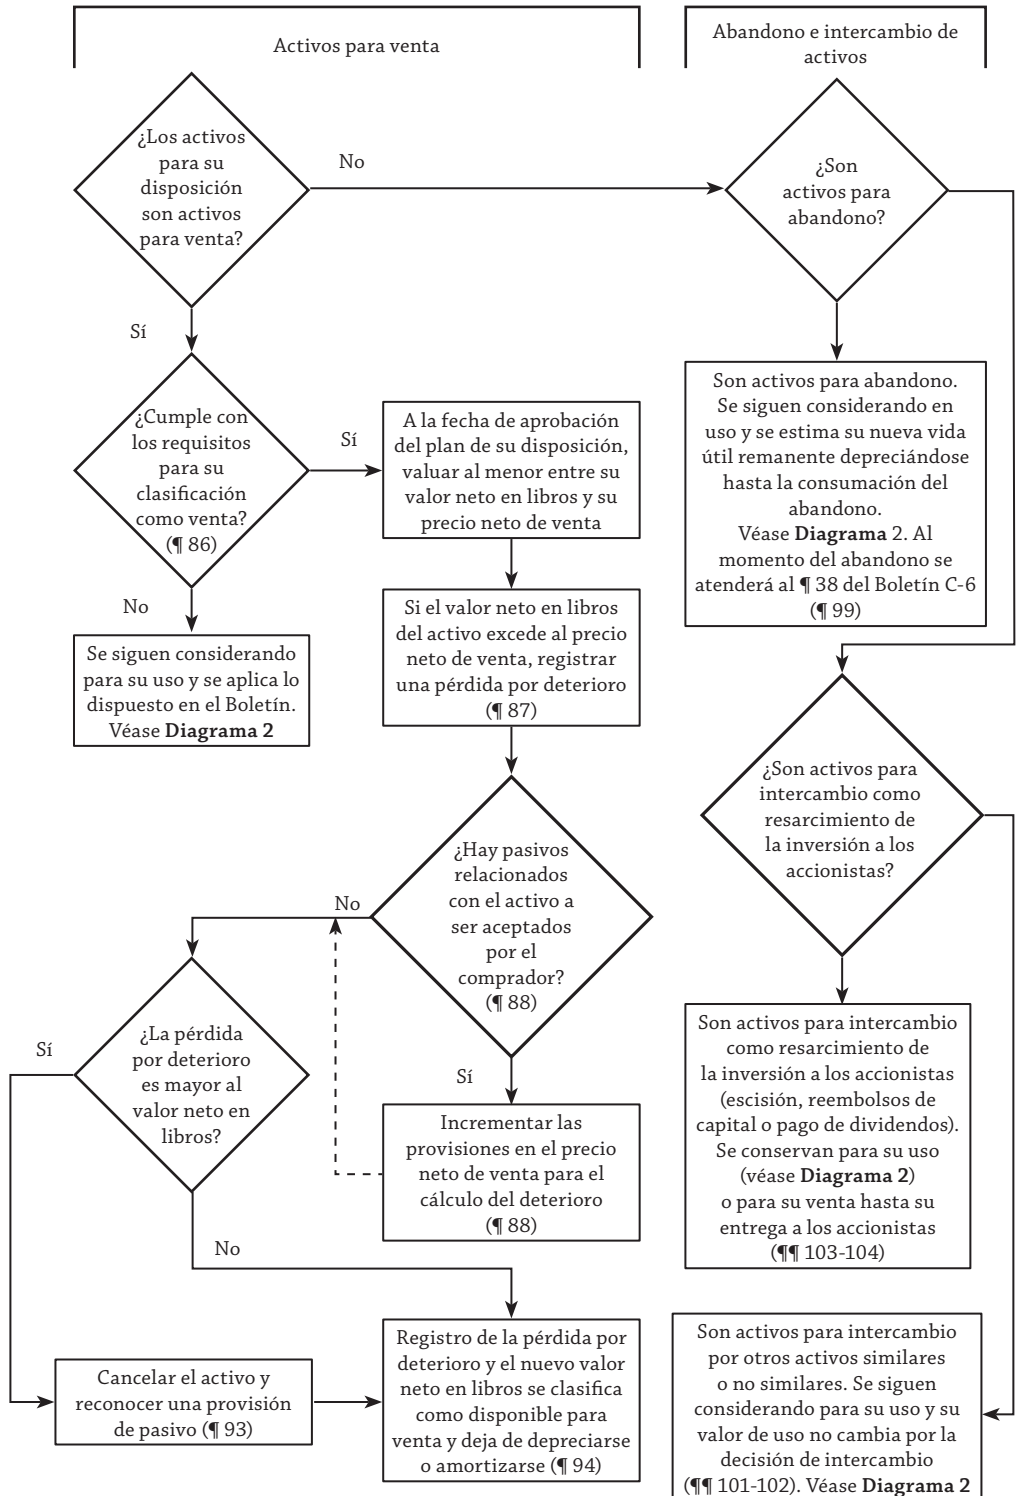 Activos para venta
Abandono e intercambio de
activos
¿Los activos
para su
disposición
son activos
para venta?
No
¿Son
activos para
abandono?
Sí
¿Cumple con
los requisitos
para su
clasificación
como venta?
(¶ 86)
Sí
A la fecha de aprobación
del plan de su disposición,
valuar al menor entre su
valor neto en libros y su
precio neto de venta
Son activos para abandono.
Se siguen considerando en
uso y se estima su nueva vida
útil remanente depreciándose
hasta la consumación del
abandono.
Véase Diagrama 2. Al
momento del abandono se
atenderá al ¶ 38 del Boletín C-6
(¶ 99)
No
Se siguen considerando
para su uso y se aplica lo
dispuesto en el Boletín.
Véase Diagrama 2
Si el valor neto en libros
del activo excede al precio
neto de venta, registrar
una pérdida por deterioro
(¶ 87)
¿Son activos para
intercambio como
resarcimiento de
la inversión a los
accionistas?
¿Hay pasivos
relacionados
con el activo a
ser aceptados
por el
comprador?
(¶ 88)
No
Sí
¿La pérdida
por deterioro
es mayor al
valor neto en
libros?
Sí
Incrementar las
provisiones en el precio
neto de venta para el
cálculo del deterioro
(¶ 88)
Son activos para intercambio
como resarcimiento de
la inversión a los accionistas
(escisión, reembolsos de
capital o pago de dividendos).
Se conservan para su uso
(véase Diagrama 2)
o para su venta hasta su
entrega a los accionistas
(¶¶ 103-104)
No
Cancelar el activo y
reconocer una provisión
de pasivo (¶ 93)
Registro de la pérdida por
deterioro y el nuevo valor
neto en libros se clasifica
como disponible para
venta y deja de depreciarse
o amortizarse (¶ 94)
Son activos para intercambio
por otros activos similares
o no similares. Se siguen
considerando para su uso y su
valor de uso no cambia por la
decisión de intercambio
(¶¶ 101-102). Véase Diagrama 2